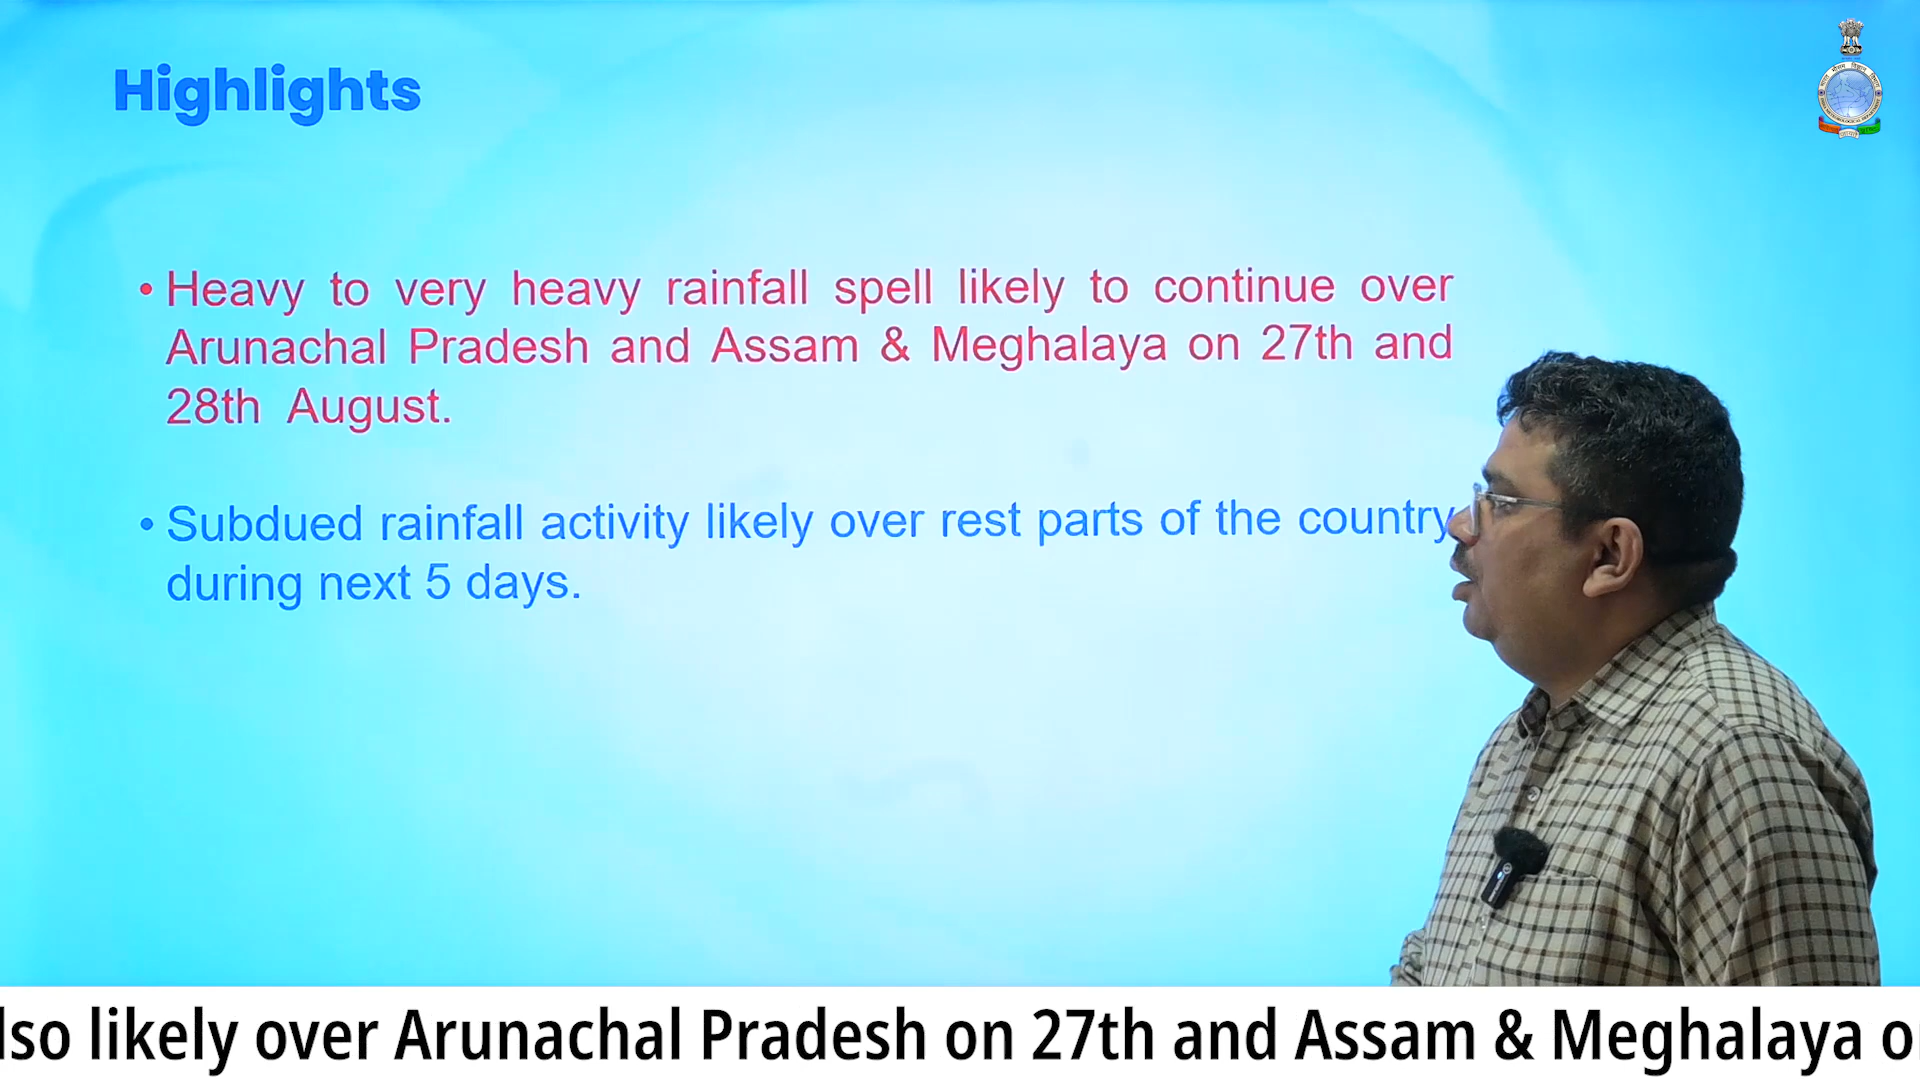 Highlights
• Heavy to very heavy rainfall spell likely to continue over
Arunachal Pradesh and Assam & Meghalaya on 27th and
28th August.
• Subdued rainfall activity likely over rest parts of the country
during next 5 days.
lso likely over Arunachal Pradesh on 27th and Assam & Meghalaya o